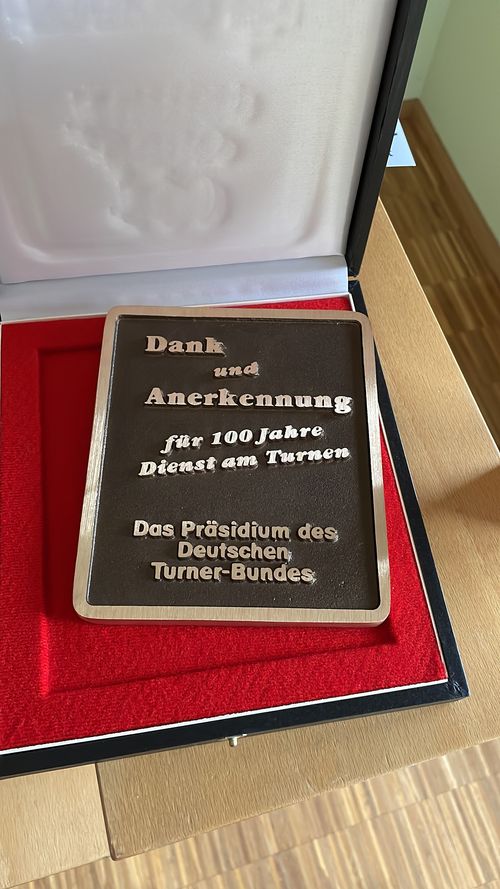 Dank
und
Anerkennung
für 100 Jahre
Dienst am Turnen
Das Präsidium des
Deutschen
Turner-Bundes